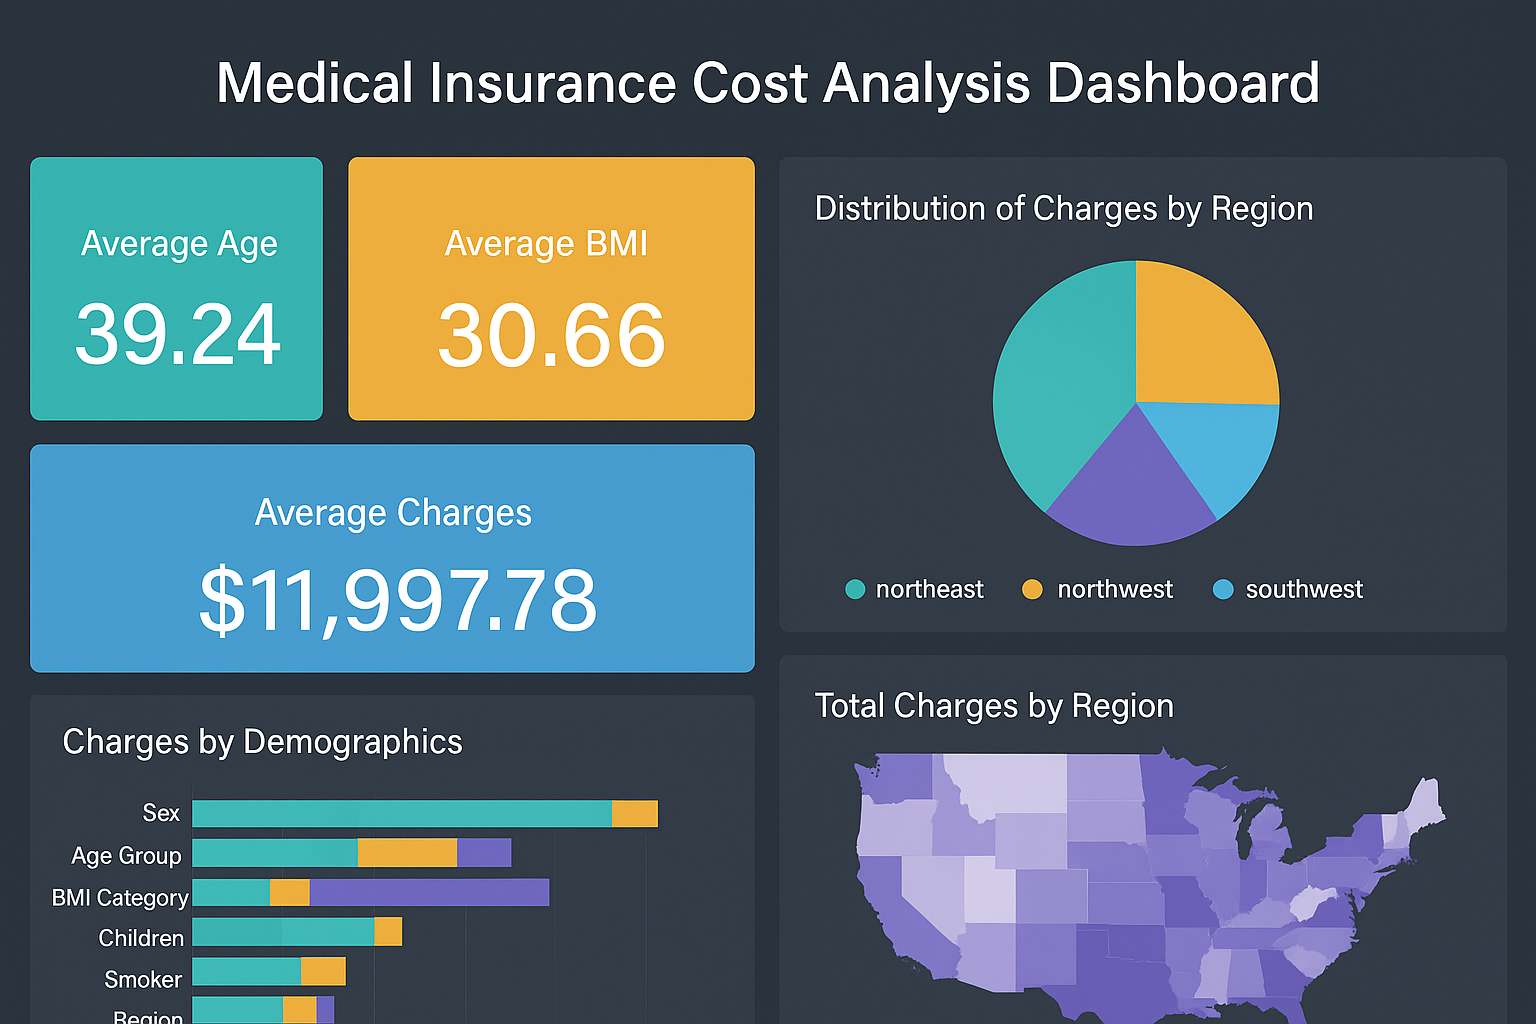 Medical Insurance Cost Analysis Dashboard
Average Age
39.24
Average BMI
30.66
Average Charges
$11,997.78
Distribution of Charges by Region
northeast
northwest
southwest
Charges by Demographics
Sex
Age Group
BMI Category
Children
Smoker
Region
Total Charges by Region